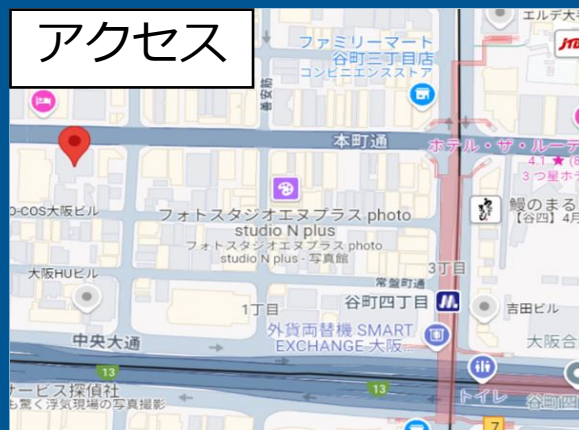 アクセス
エルデ大
ファミリーマート
谷町三丁目店
コンビニエンスストア
善安筋
本町通
ホテル・ザ・ルーテ
4.1 ★ (8
3 つ星ホテ
O-COS大阪ビル
フォトスタジオエヌプラス photo
studio N plus
フォトスタジオエヌプラス photo
studio N plus - 写真館
鰻のまる
【谷四】4月
大阪HUビル
3丁目
常盤町通
1丁目
谷町四丁目
吉田ビル
外貨両替機 SMART
EXCHANGE 大阪...
中央大通
大阪合
13
13
トイレ
ービス探偵社
も驚く浮気現場の写真撮影
谷町四
7